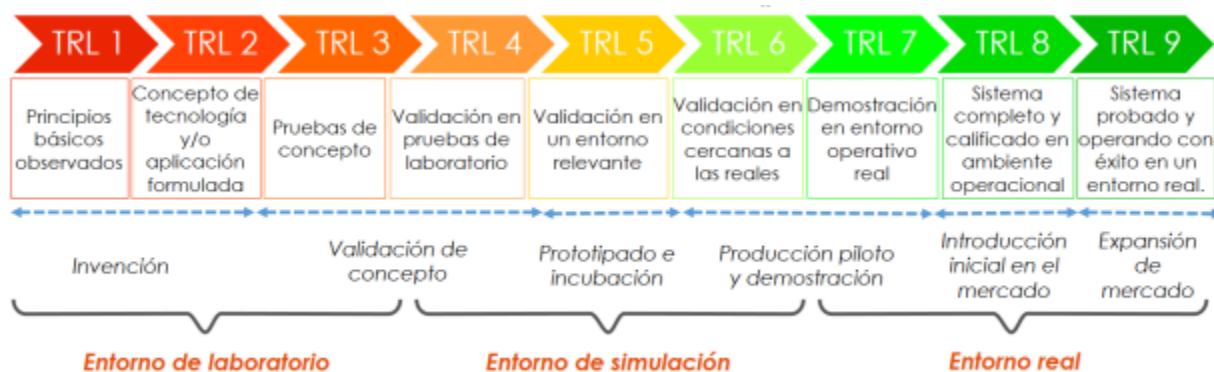 TRL 1 TRL 2 TRL 3 TRL 4 TRL 5 TRL 6 TRL 7 TRL 8 TRL 9
Principios
básicos
observados
Concepto de
tecnología
y/o
aplicación
formulada
Pruebas de
concepto
Validación en
pruebas de
laboratorio
Validación en
un entorno
relevante
Validación en
condiciones
cercanas a
las reales
Demostración
en entorno
operativo
real
Sistema
completo y
calificado en
ambiente
operacional
Sistema
probado y
operando con
éxito en un
entorno real.
Invención
Validación de
concepto
Prototipado e
incubación
Producción piloto
y demostración
Introducción
inicial en el
mercado
Expansión
de
mercado
Entorno de laboratorio
Entorno de simulación
Entorno real